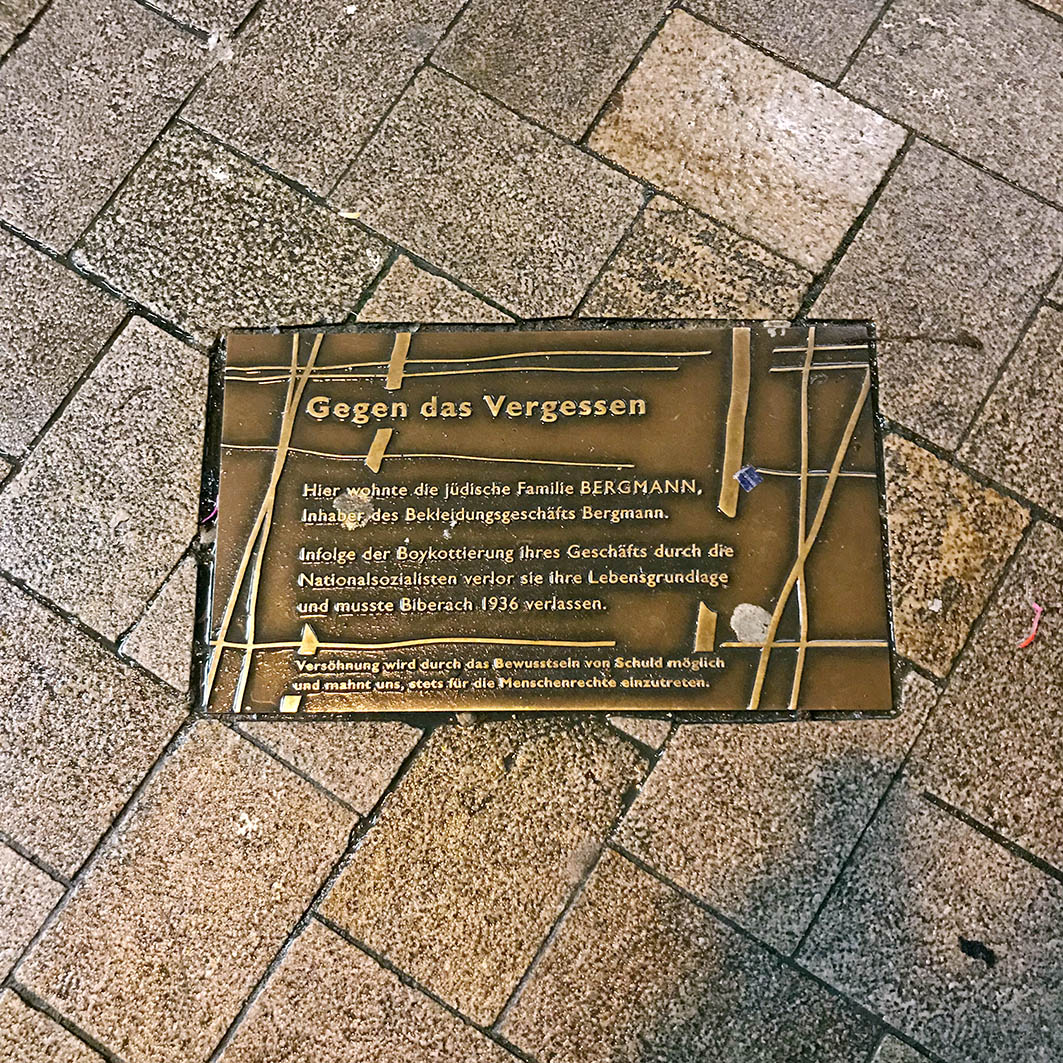 Gegen das Vergessen
Hier wohnte die jüdische Familie BERGMANN,
Inhaber des Bekleidungsgeschäfts Bergmann.
Infolge der Boykottierung ihres Geschäfts durch die
Nationalsozialisten verlor sie ihre Lebensgrundlage
und musste Biberach 1936 verlassen.
Versöhnung wird durch das Bewusstsein von Schuld möglich
und mahnt uns, stets für die Menschenrechte einzutreten.